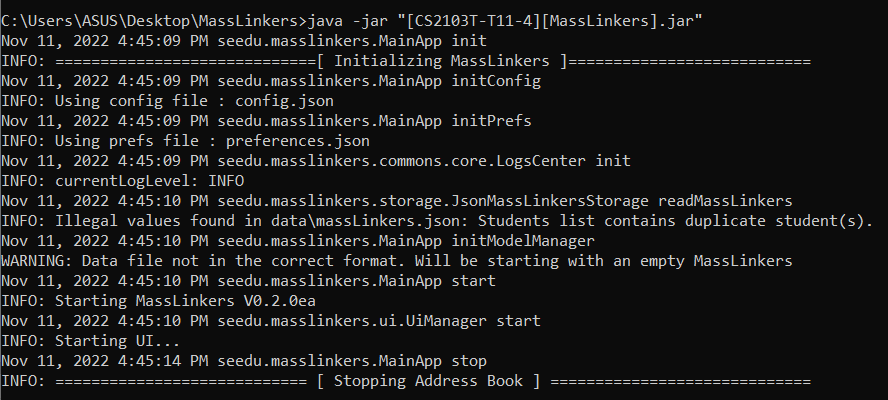 C:\Users\ASUS\Desktop\MassLinkers>java -jar "[CS2103T-T11-4][MassLinkers].jar"
Nov 11, 2022 4:45:09 PM seedu.masslinkers.MainApp init
INFO: =============================[ Initializing MassLinkers ]===========================
Nov 11, 2022 4:45:09 PM seedu.masslinkers.MainApp initConfig
INFO: Using config file : config.json
Nov 11, 2022 4:45:09 PM seedu.masslinkers.MainApp initPrefs
INFO: Using prefs file : preferences.json
Nov 11, 2022 4:45:09 PM seedu.masslinkers.commons.core.LogsCenter init
INFO: currentLogLevel: INFO
Nov 11, 2022 4:45:10 PM seedu.masslinkers.storage.JsonMassLinkersStorage readMassLinkers
INFO: Illegal values found in data\massLinkers.json: Students list contains duplicate student(s).
Nov 11, 2022 4:45:10 PM seedu.masslinkers.MainApp initModelManager
WARNING: Data file not in the correct format. Will be starting with an empty MassLinkers
Nov 11, 2022 4:45:10 PM seedu.masslinkers.MainApp start
INFO: Starting MassLinkers V0.2.0ea
Nov 11, 2022 4:45:10 PM seedu.masslinkers.ui.UiManager start
INFO: Starting UI...
Nov 11, 2022 4:45:14 PM seedu.masslinkers.MainApp stop
INFO: ============================ [ Stopping Address Book ] =============================